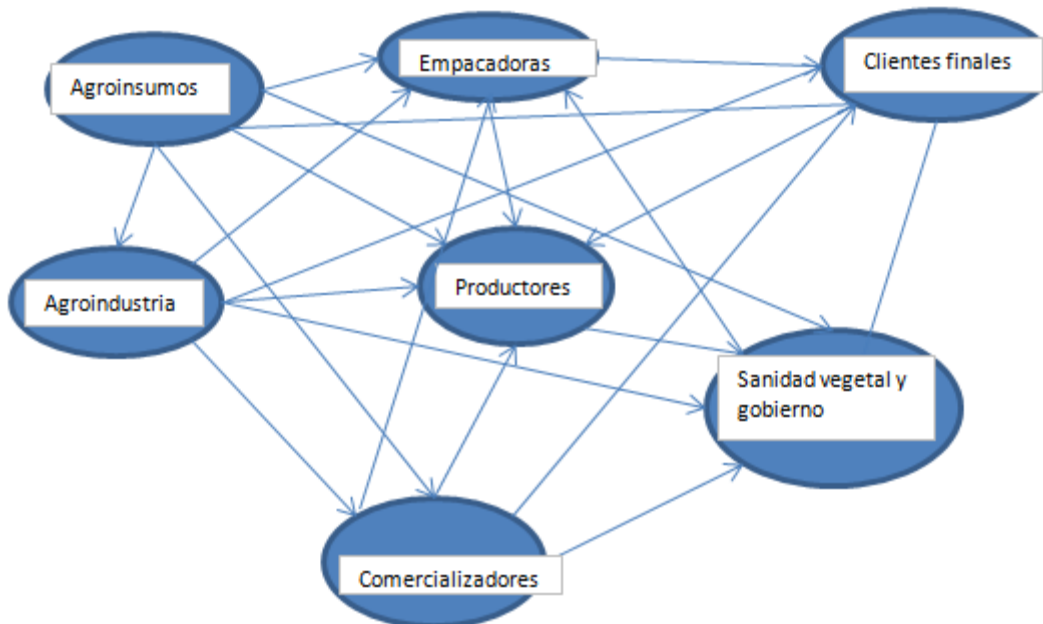 Agroinsumos
Empacadoras
Clientes finales
Agroindustria
Productores
Sanidad vegetal y
gobierno
Comercializadores